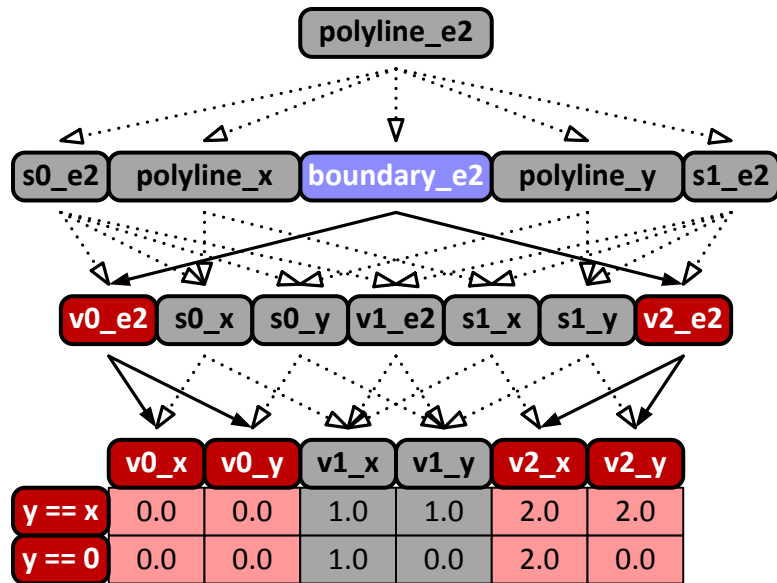 polyline_e2
s0_e2 polyline_x boundary_e2 polyline_y s1_e2
v0_e2 s0_x s0_y v1_e2 s1_x s1_y v2_e2
v0_x v0_y v1_x v1_y v2_x v2_y
y == x 0.0 0.0 1.0 1.0 2.0 2.0
y == 0 0.0 0.0 1.0 0.0 2.0 0.0